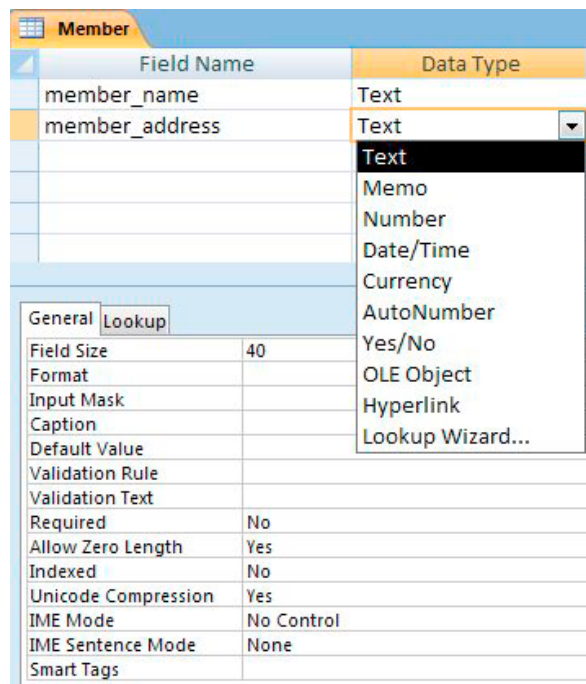 Member
Field Name Data Type
member_name Text
member_address Text
Text
Memo
Number
Date/Time
Currency
AutoNumber
Yes/No
OLE Object
Hyperlink
Lookup Wizard...
General Lookup
Field Size 40
Format
Input Mask
Caption
Default Value
Validation Rule
Validation Text
Required No
Allow Zero Length Yes
Indexed No
Unicode Compression Yes
IME Mode No Control
IME Sentence Mode None
Smart Tags